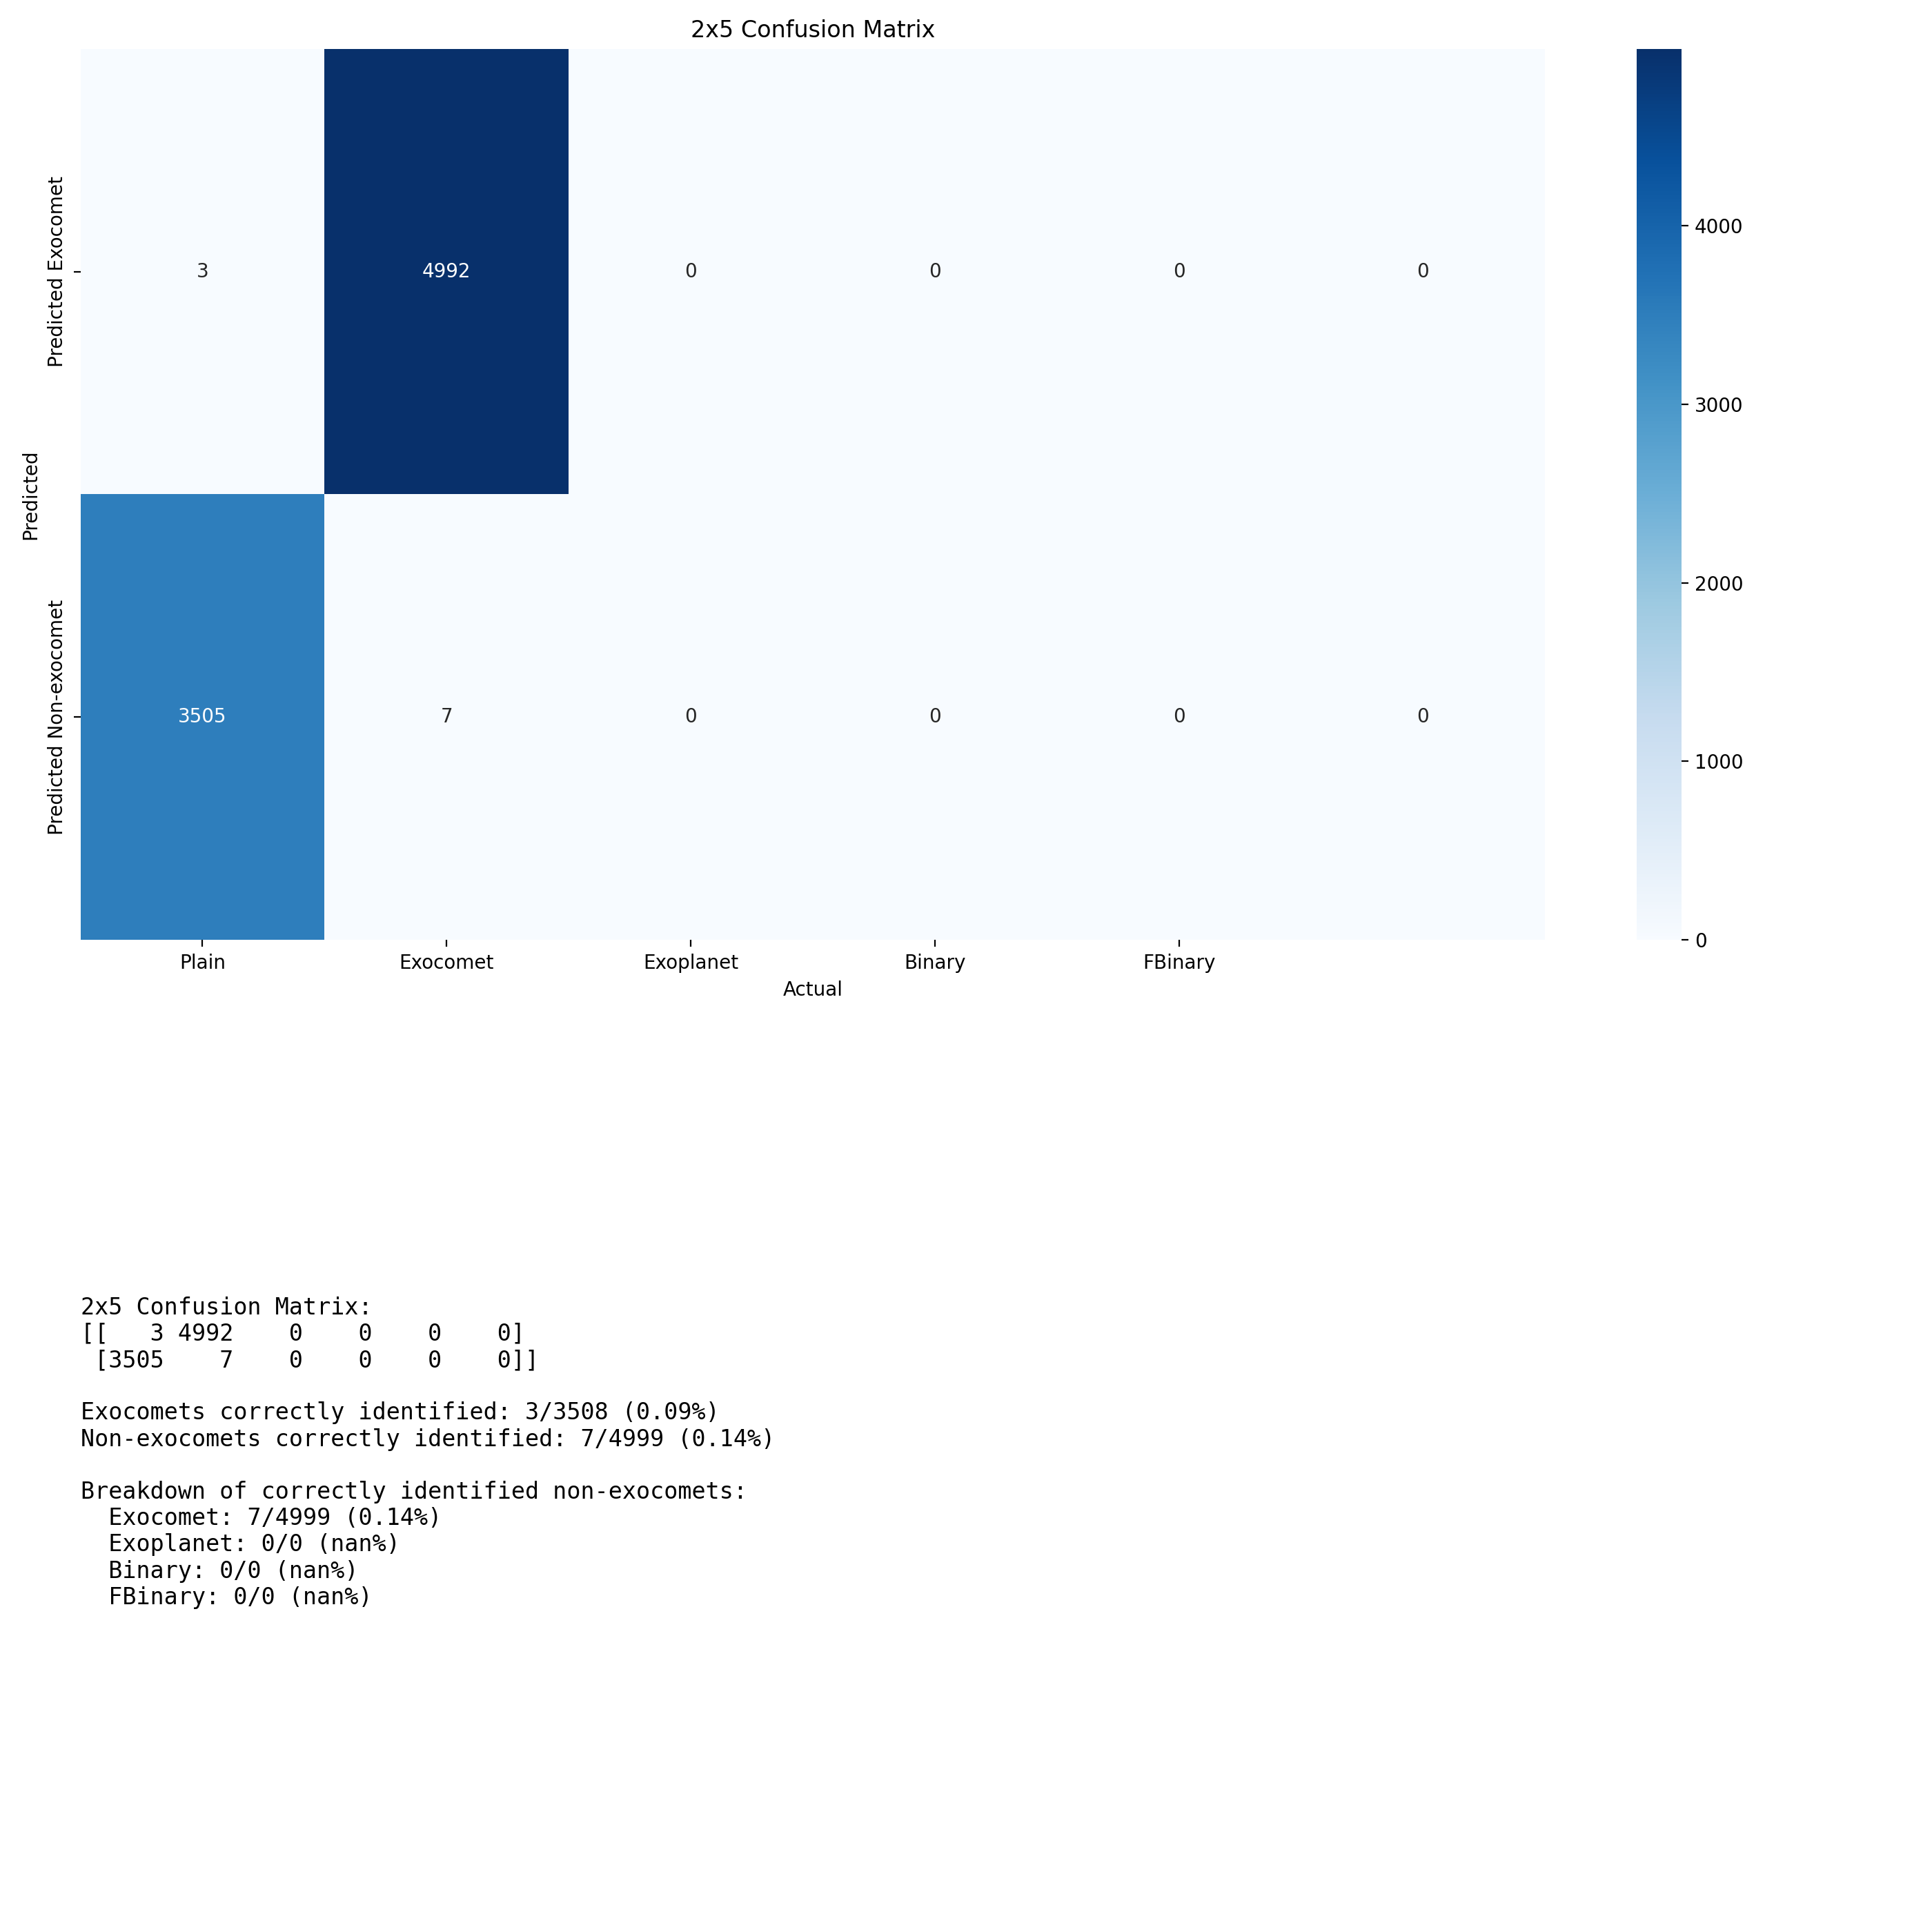 2x5 Confusion Matrix
Predicted
Predicted Exocomet
Predicted Non-exocomet
3 4992 0 0 0 0
3505 7 0 0 0 0
Plain Exocomet Exoplanet Binary FBinary
Actual
4000
3000
2000
1000
0
2x5 Confusion Matrix:
[[   3 4992    0    0    0    0]
 [3505    7    0    0    0    0]]
Exocomets correctly identified: 3/3508 (0.09%)
Non-exocomets correctly identified: 7/4999 (0.14%)
Breakdown of correctly identified non-exocomets:
  Exocomet: 7/4999 (0.14%)
  Exoplanet: 0/0 (nan%)
  Binary: 0/0 (nan%)
  FBinary: 0/0 (nan%)